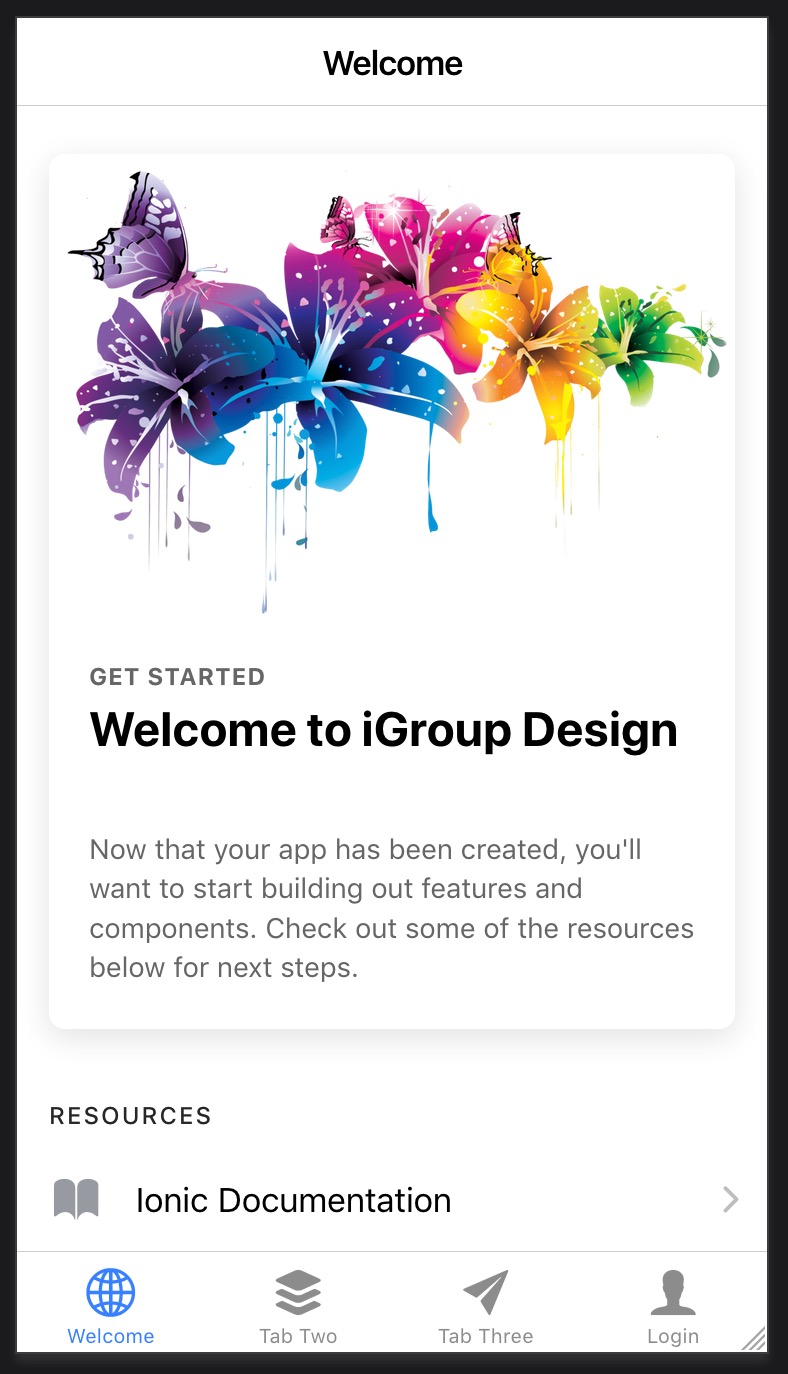 Welcome
GET STARTED
Welcome to iGroup Design
Now that your app has been created, you'll
want to start building out features and
components. Check out some of the resources
below for next steps.
RESOURCES
Ionic Documentation
Welcome
Tab Two
Tab Three
Login